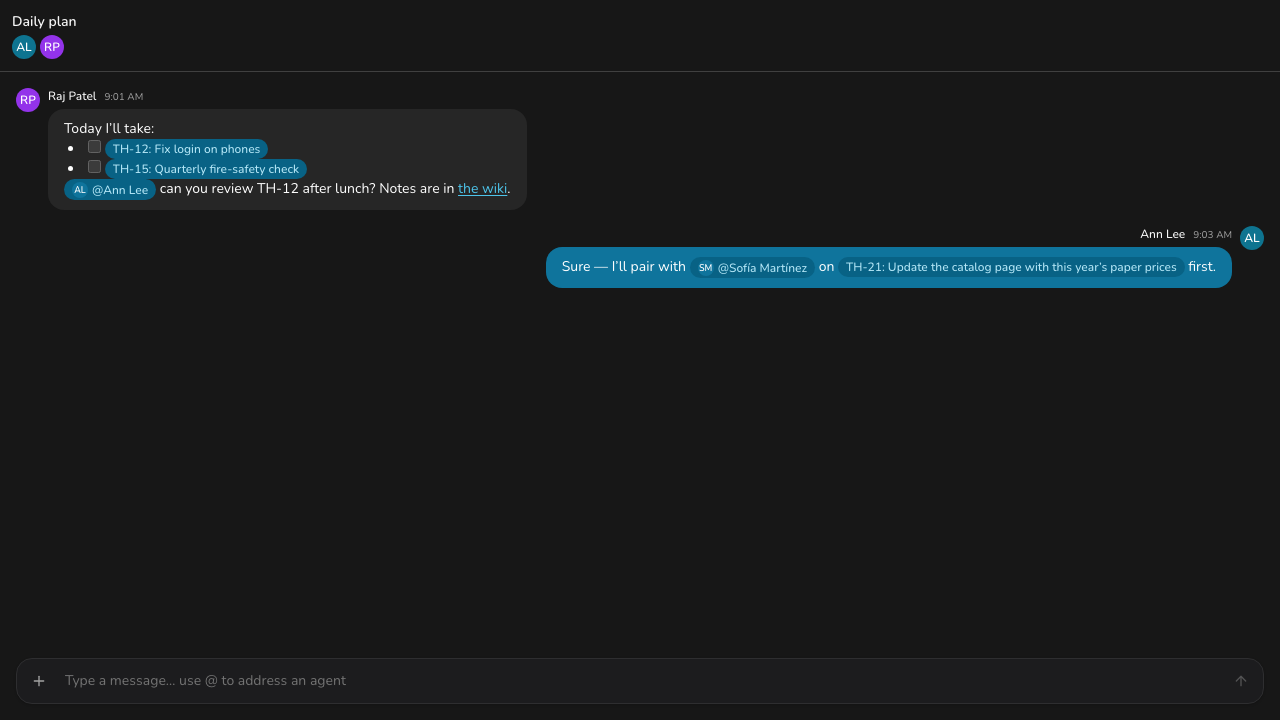 Daily plan
AL RP
RP Raj Patel 9:01 AM
Today I’ll take:
TH-12: Fix login on phones
TH-15: Quarterly fire-safety check
AL @Ann Lee can you review TH-12 after lunch? Notes are in the wiki.
Ann Lee 9:03 AM AL
Sure — I’ll pair with SM @Sofía Martínez on TH-21: Update the catalog page with this year’s paper prices first.
Type a message... use @ to address an agent